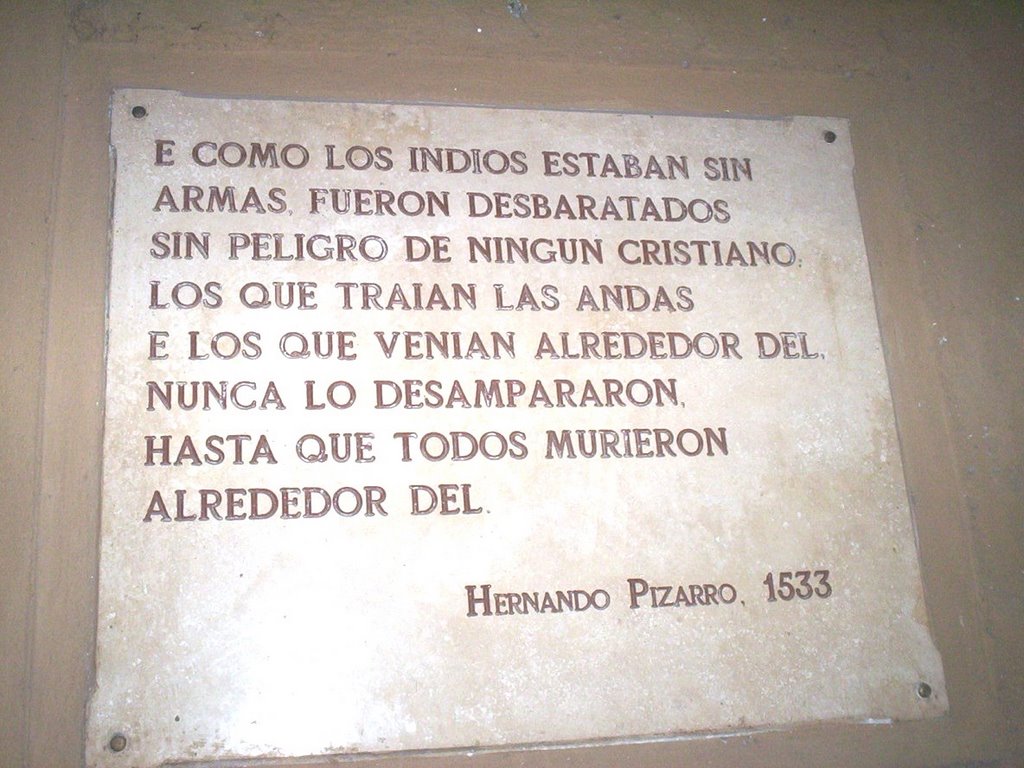 E COMO LOS INDIOS ESTABAN SIN
ARMAS, FUERON DESBARATADOS
SIN PELIGRO DE NINGUN CRISTIANO.
LOS QUE TRAIAN LAS ANDAS
E LOS QUE VENIAN ALREDEDOR DEL,
NUNCA LO DESAMPARARON,
HASTA QUE TODOS MURIERON
ALREDEDOR DEL.
HERNANDO PIZARRO, 1533